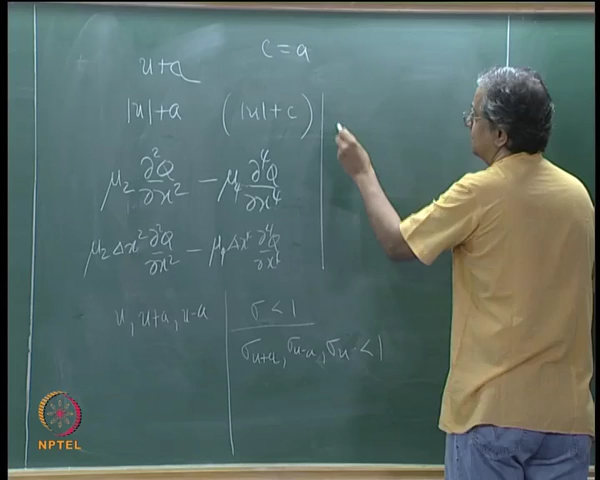 u+a c = a
|u|+a (|u|+c)
μ₂ ∂²Q/∂x² − μ₄ ∂⁴Q/∂x⁴
μ₂ Δx² ∂²Q/∂x² − μ₄ Δx⁴ ∂⁴Q/∂x⁴
u, u+a, u-a
σ < 1
σ_{u+a}, σ_{u-a}, σ_u < 1
NPTEL